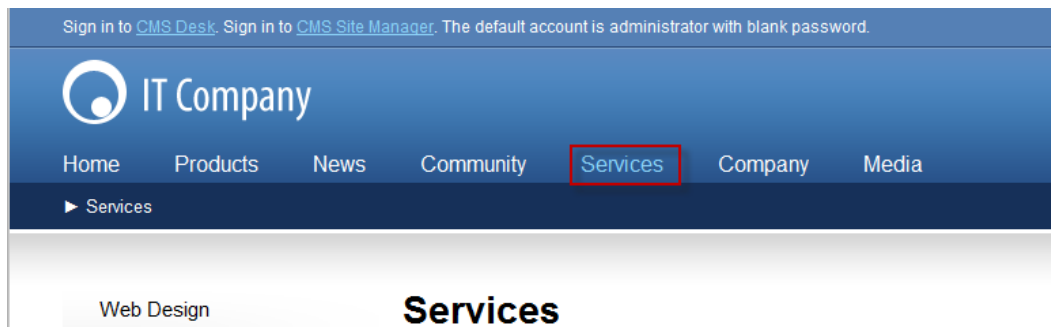 Sign in to CMS Desk. Sign in to CMS Site Manager. The default account is administrator with blank password.
IT Company
Home Products News Community Services Company Media
► Services
Web Design
Services